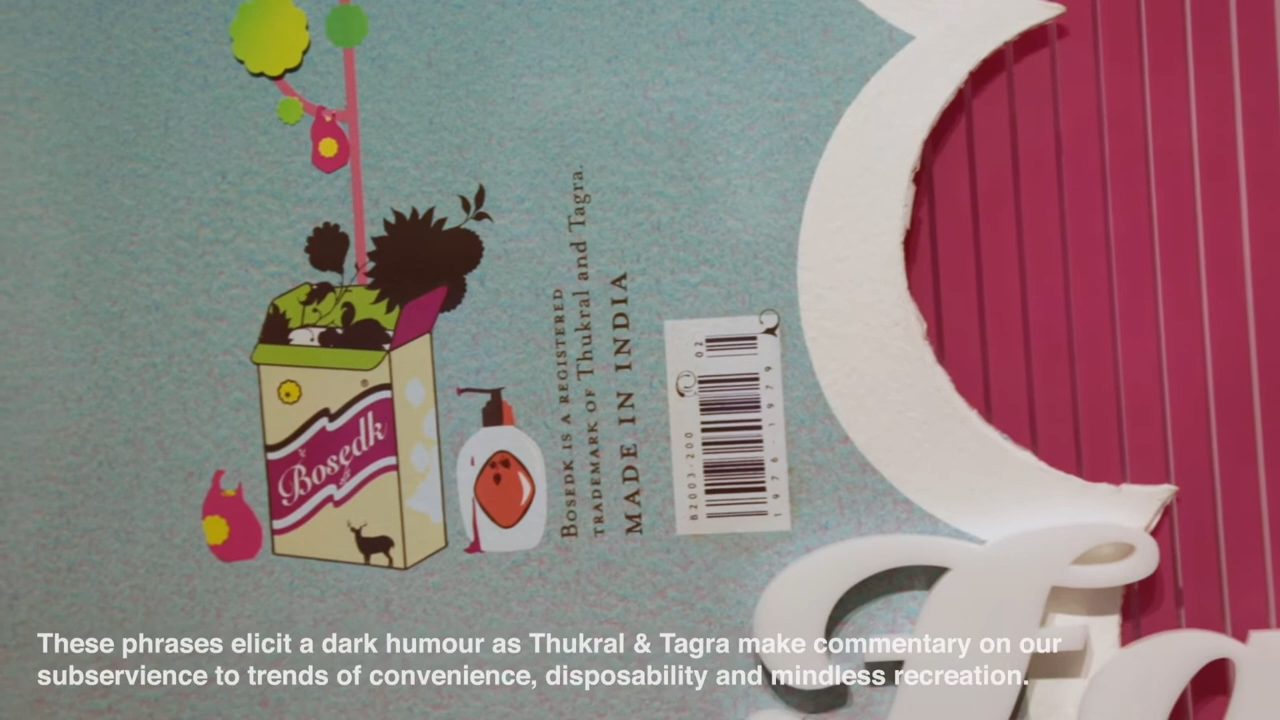 Bosedk
BOSEDK IS A REGISTERED
TRADEMARK OF Thukral and Tagra.
MADE IN INDIA
82003-200
02
1976-1979
These phrases elicit a dark humour as Thukral & Tagra make commentary on our
subservience to trends of convenience, disposability and mindless recreation.